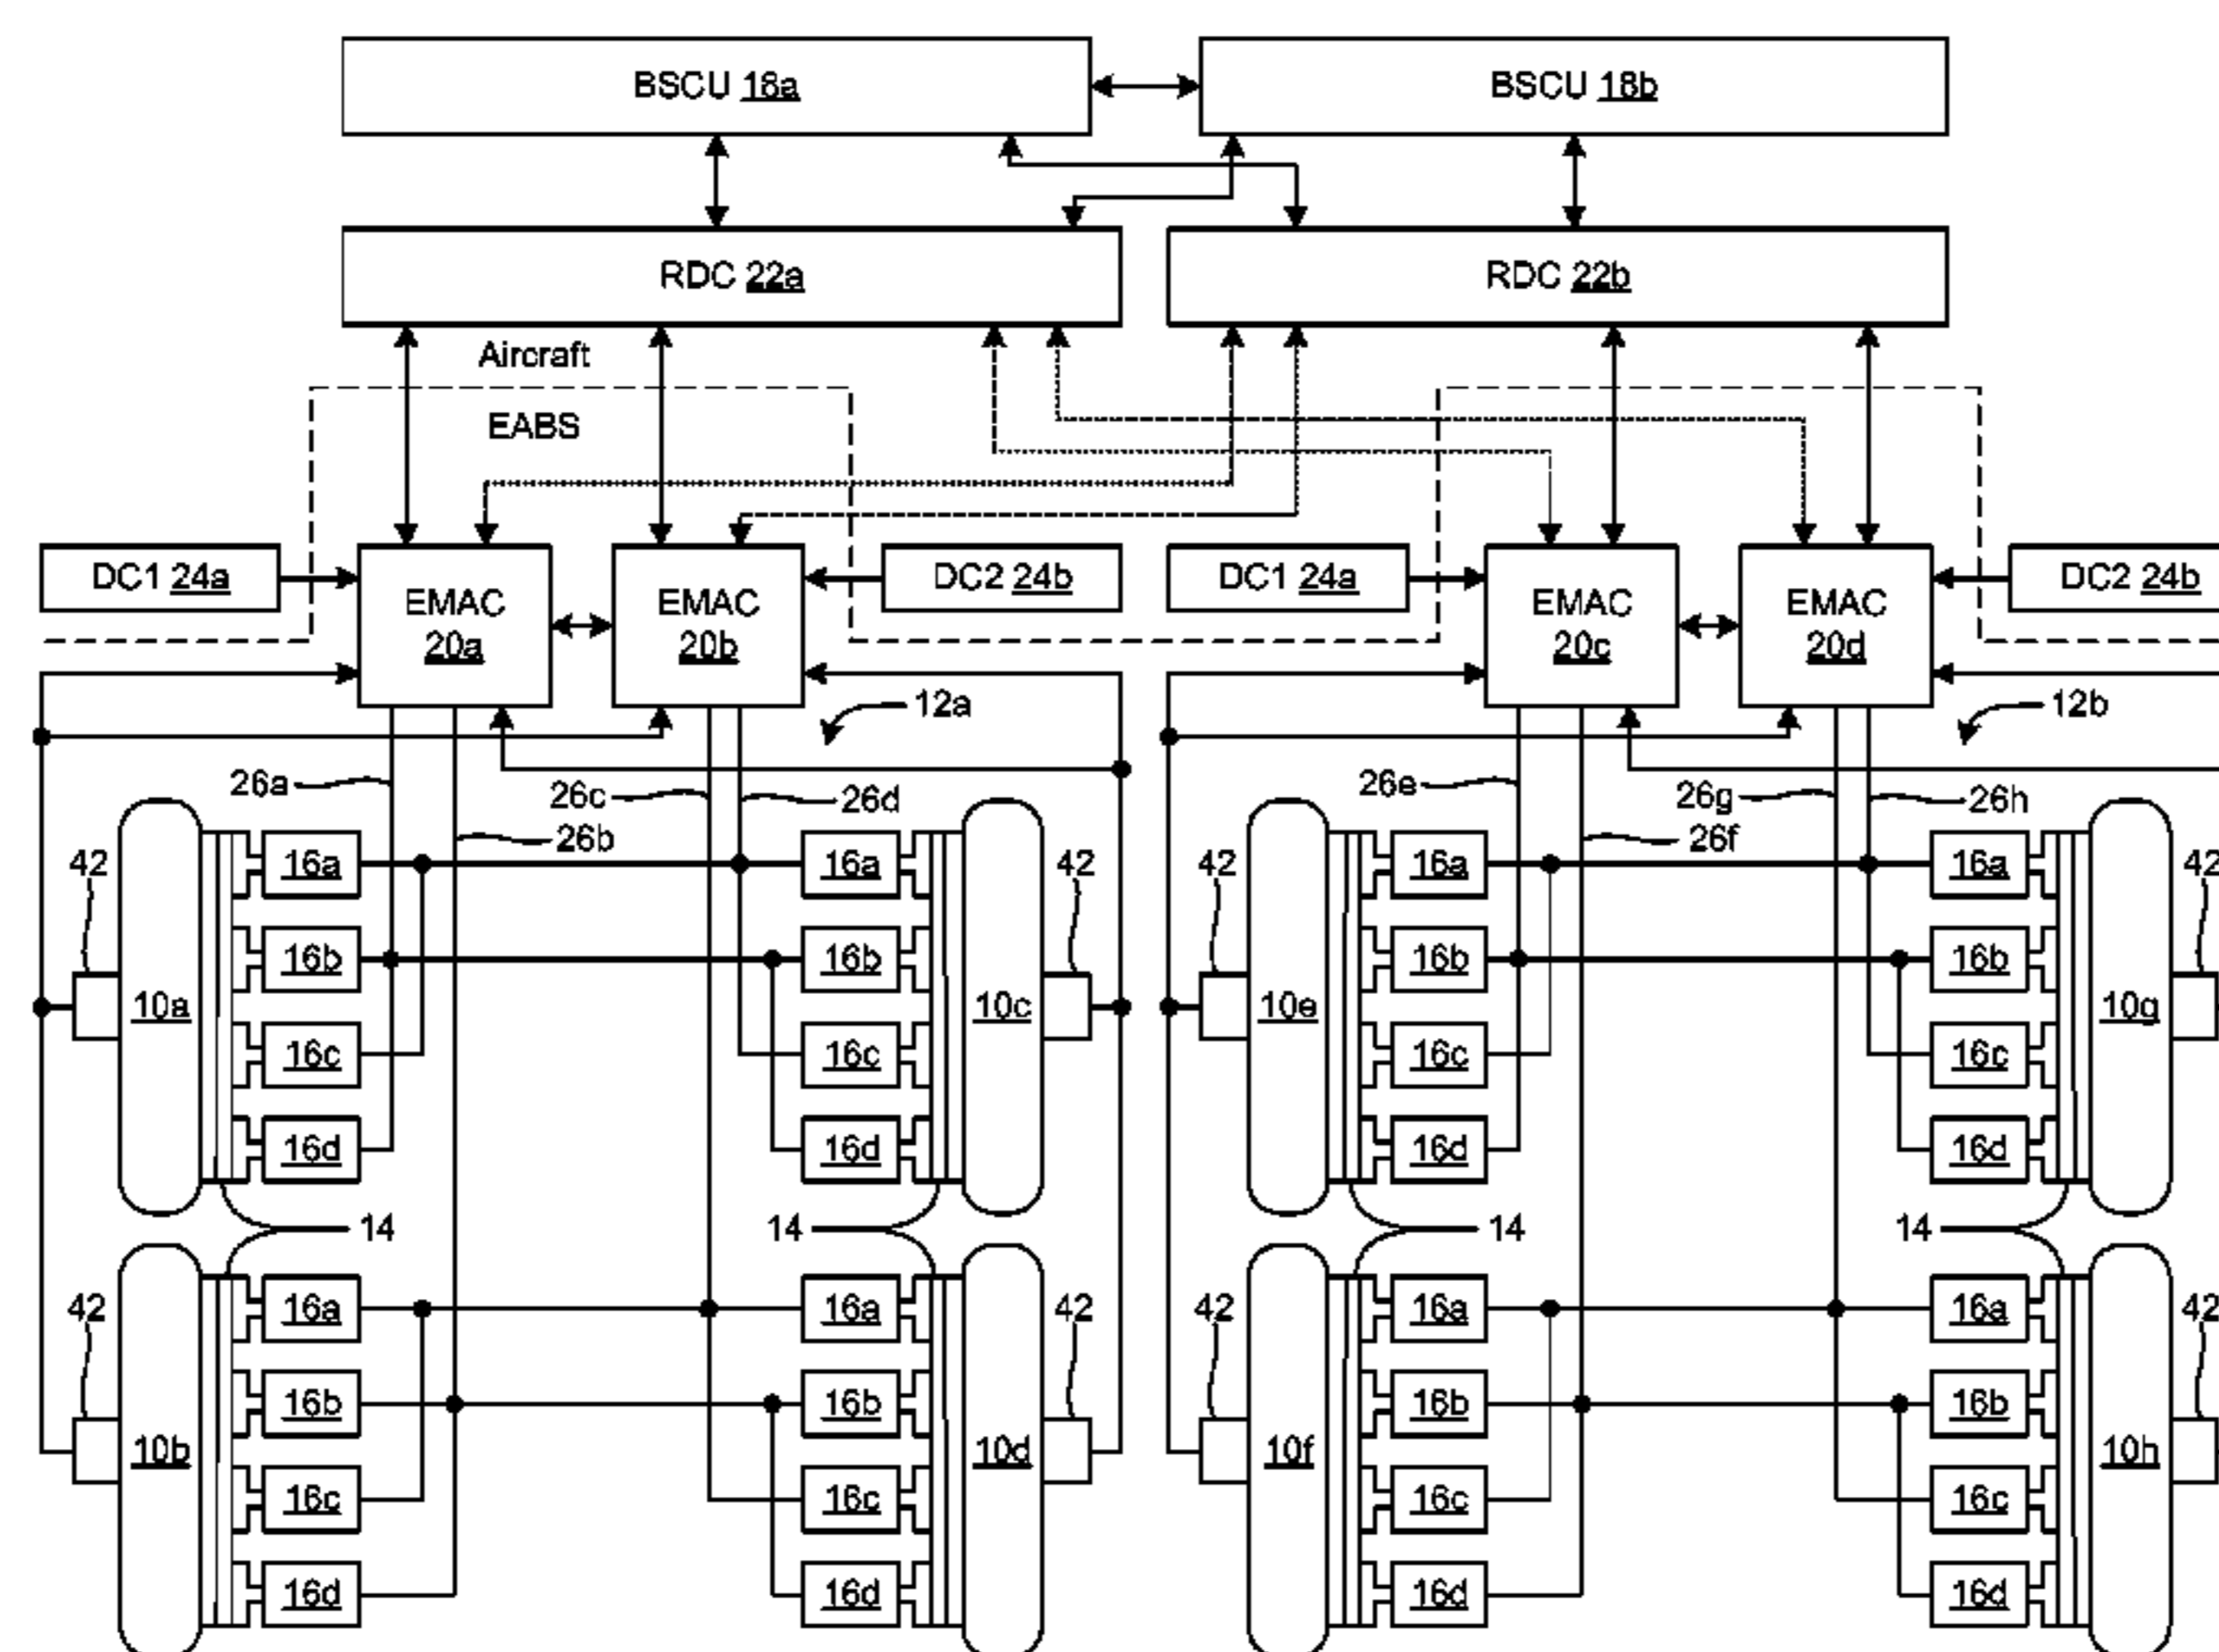 BSCU 18a
BSCU 18b
RDC 22a
RDC 22b
Aircraft
EABS
DC1 24a
EMAC
20a
EMAC
20b
DC2 24b
DC1 24a
EMAC
20c
EMAC
20d
DC2 24b
12a
12b
26a
26c
26d
26b
26e
26g
26h
26f
42
16a
16a
42
42
16a
16a
42
16b
16b
16b
16b
10a
10c
10e
10g
16c
16c
16c
16c
16d
16d
16d
16d
14
14
14
14
42
16a
16a
42
42
16a
16a
42
16b
16b
16b
16b
10b
10d
10f
10h
16c
16c
16c
16c
16d
16d
16d
16d